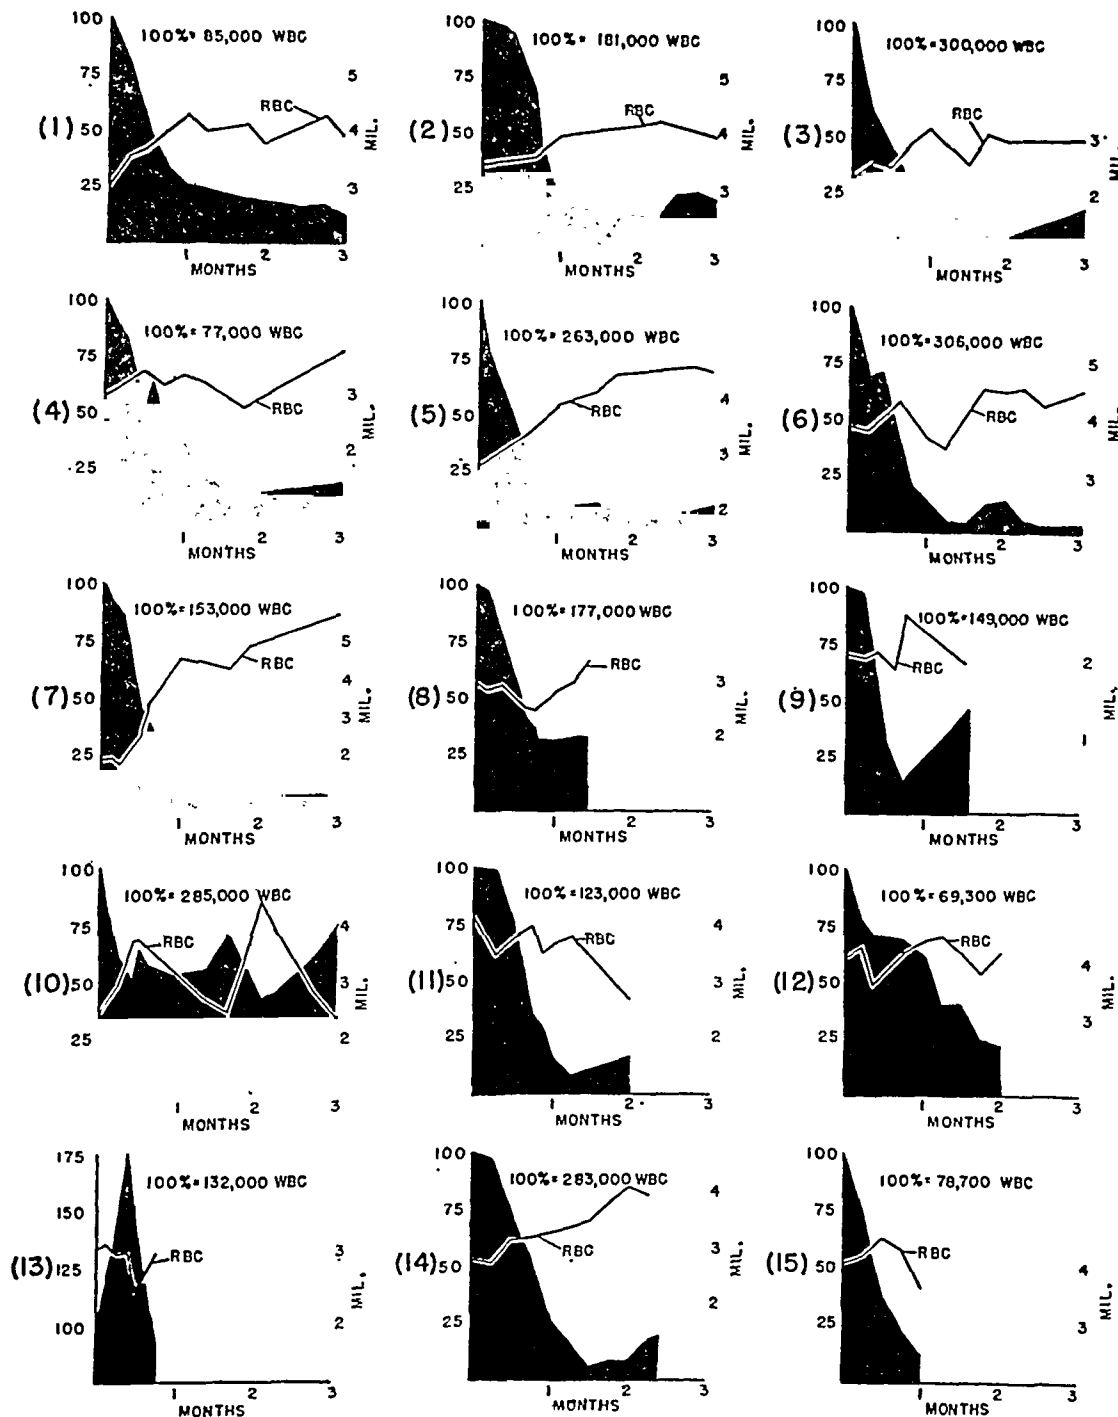 (1)
100% = 85,000 WBC
100
75
50
25
RBC
5
4
3
MIL.
1 2 3
MONTHS
(2)
100% = 181,000 WBC
100
75
50
25
RBC
5
4
3
MIL.
1 2 3
MONTHS
(3)
100% = 300,000 WBC
100
75
50
25
RBC
3
2
MIL.
1 2 3
MONTHS
(4)
100% = 77,000 WBC
100
75
50
25
RBC
3
2
MIL.
1 2 3
MONTHS
(5)
100% = 263,000 WBC
100
75
50
25
RBC
4
3
2
MIL.
1 2 3
MONTHS
(6)
100% = 306,000 WBC
100
75
50
25
RBC
5
4
3
MIL.
1 2 3
MONTHS
(7)
100% = 153,000 WBC
100
75
50
25
RBC
5
4
3
2
MIL.
1 2 3
MONTHS
(8)
100% = 177,000 WBC
100
75
50
25
RBC
3
2
MIL.
1 2 3
MONTHS
(9)
100% = 149,000 WBC
100
75
50
25
RBC
2
1
MIL.
1 2 3
MONTHS
(10)
100% = 285,000 WBC
100
75
50
25
RBC
4
3
2
MIL.
1 2 3
MONTHS
(11)
100% = 123,000 WBC
100
75
50
25
RBC
4
3
2
MIL.
1 2 3
MONTHS
(12)
100% = 69,300 WBC
100
75
50
25
RBC
4
3
MIL.
1 2 3
MONTHS
(13)
100% = 132,000 WBC
175
150
125
100
RBC
3
2
MIL.
1 2 3
MONTHS
(14)
100% = 283,000 WBC
100
75
50
25
RBC
4
3
2
MIL.
1 2 3
MONTHS
(15)
100% = 78,700 WBC
100
75
50
25
RBC
4
3
MIL.
1 2 3
MONTHS